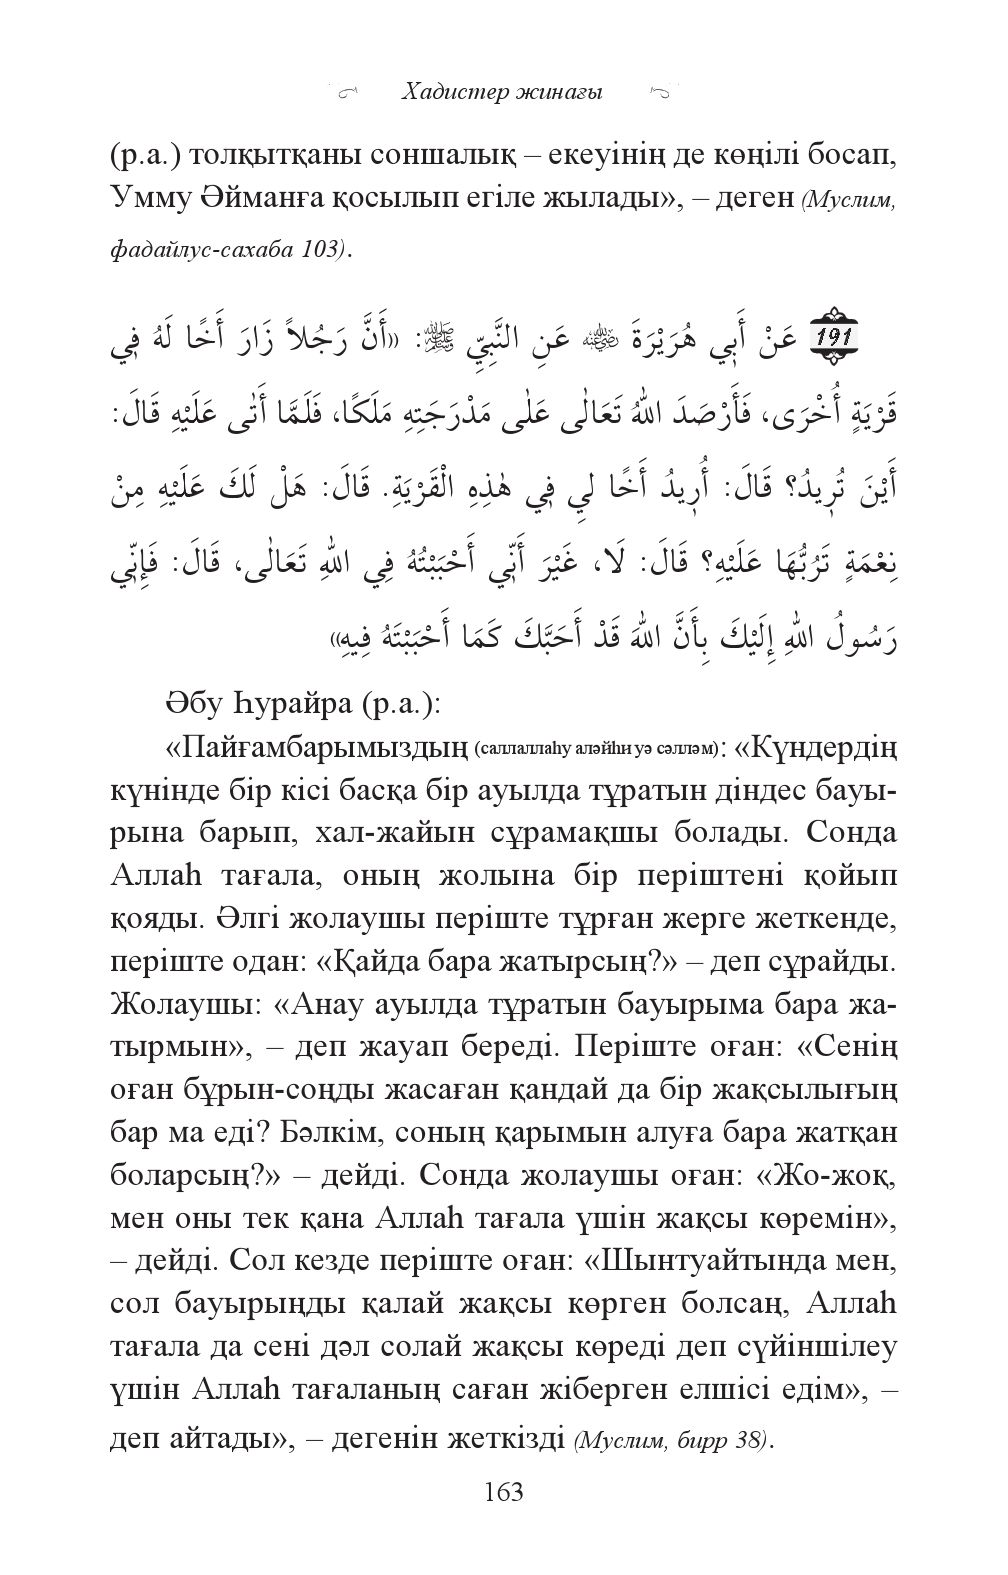 Хадистер жинағы
(р.а.) толқытқаны соншалық – екеуінің де көңілі босап,
Умму Әйманға қосылып егіле жылады», – деген (Муслим,
фадайлус-сахаба 103).
191 عَنْ أَبِي هُرَيْرَةَ ﵁ عَنِ النَّبِيِّ ﷺ: «أَنَّ رَجُلاً زَارَ أَخًا لَهُ فِي
قَرْيَةٍ أُخْرَى، فَأَرْصَدَ اللهُ تَعَالٰى عَلٰى مَدْرَجَتِهِ مَلَكًا، فَلَمَّا أَتٰى عَلَيْهِ قَالَ:
أَيْنَ تُرِيدُ؟ قَالَ: أُرِيدُ أَخًا لِي فِي هٰذِهِ الْقَرْيَةِ. قَالَ: هَلْ لَكَ عَلَيْهِ مِنْ
نِعْمَةٍ تَرُبُّهَا عَلَيْهِ؟ قَالَ: لَا، غَيْرَ أَنِّي أَحْبَبْتُهُ فِي اللهِ تَعَالٰى، قَالَ: فَإِنِّي
رَسُولُ اللهِ إِلَيْكَ بِأَنَّ اللهَ قَدْ أَحَبَّكَ كَمَا أَحْبَبْتَهُ فِيهِ»
Әбу Һурайра (р.а.):
«Пайғамбарымыздың (саллаллаһу аләйһи уә сәлләм): «Күндердің
күнінде бір кісі басқа бір ауылда тұратын діндес бауы-
рына барып, хал-жайын сұрамақшы болады. Сонда
Аллаһ тағала, оның жолына бір періштені қойып
қояды. Әлгі жолаушы періште тұрған жерге жеткенде,
періште одан: «Қайда бара жатырсың?» – деп сұрайды.
Жолаушы: «Анау ауылда тұратын бауырыма бара жа-
тырмын», – деп жауап береді. Періште оған: «Сенің
оған бұрын-соңды жасаған қандай да бір жақсылығың
бар ма еді? Бәлкім, соның қарымын алуға бара жатқан
боларсың?» – дейді. Сонда жолаушы оған: «Жо-жоқ,
мен оны тек қана Аллаһ тағала үшін жақсы көремін»,
– дейді. Сол кезде періште оған: «Шынтуайтында мен,
сол бауырыңды қалай жақсы көрген болсаң, Аллаһ
тағала да сені дәл солай жақсы көреді деп сүйіншілеу
үшін Аллаһ тағаланың саған жіберген елшісі едім», –
деп айтады», – дегенін жеткізді (Муслим, бирр 38).
163